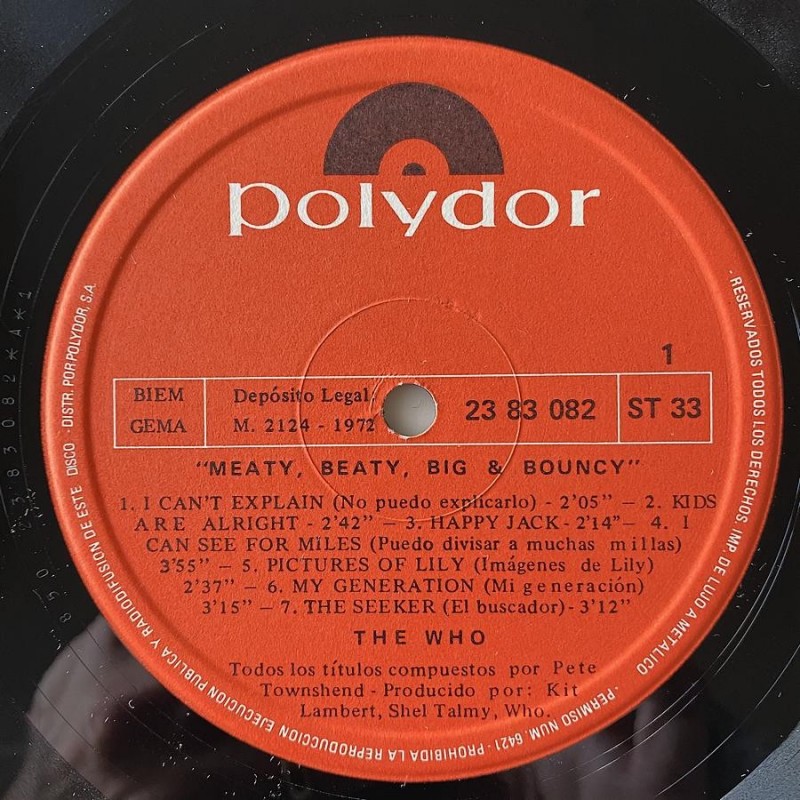 polydor
1
BIEM
GEMA
Depósito Legal
M. 2124 - 1972
23 83 082
ST 33
"MEATY, BEATY, BIG & BOUNCY"
1. I CAN'T EXPLAIN (No puedo explicarlo) - 2'05" — 2. KIDS
ARE ALRIGHT - 2'42" — 3. HAPPY JACK - 2'14" — 4. I
CAN SEE FOR MILES (Puedo divisar a muchas millas)
3'55" — 5. PICTURES OF LILY (Imágenes de Lily)
2'37" — 6. MY GENERATION (Mi generación)
3'15" — 7. THE SEEKER (El buscador) - 3'12"
THE WHO
Todos los títulos compuestos por Pete
Townshend - Producido por: Kit
Lambert, Shel Talmy, Who.
- RESERVADOS TODOS LOS DERECHOS. IMP. DE LUJO A METALICO
- PERMISO NUM. 6421 - PROHIBIDA LA REPRODUCCION EJECUCION PUBLICA Y RADIODIFUSION DE ESTE DISCO - DISTR. POR POLYDOR, S.A.
383082*A*1